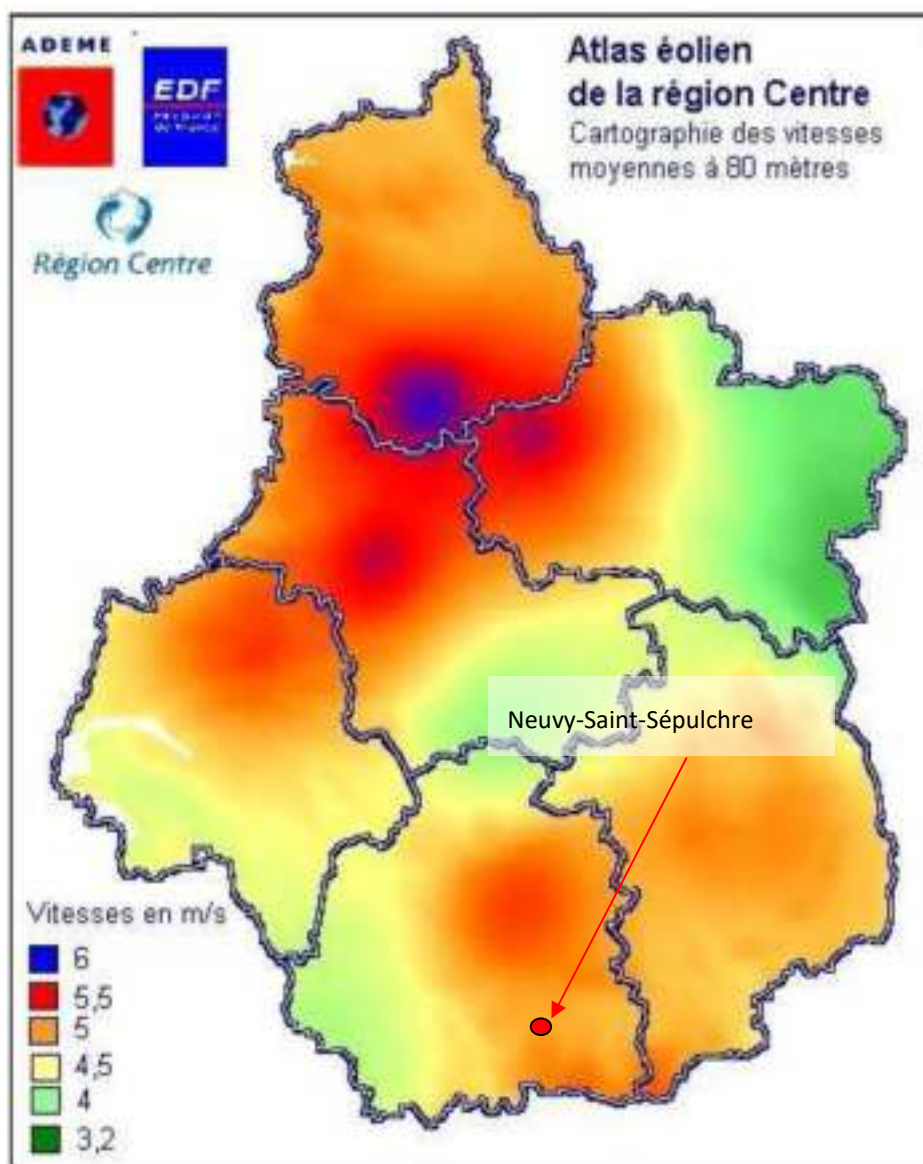 ADEME
EDF
Région Centre
Atlas éolien
de la région Centre
Cartographie des vitesses
moyennes à 80 mètres
Neuvy-Saint-Sépulchre
Vitesses en m/s
6
5,5
5
4,5
4
3,2